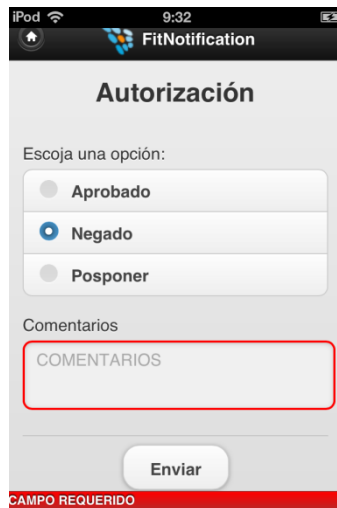 iPod 9:32
FitNotification
Autorización
Escoja una opción:
Aprobado
Negado
Posponer
Comentarios
COMENTARIOS
Enviar
CAMPO REQUERIDO